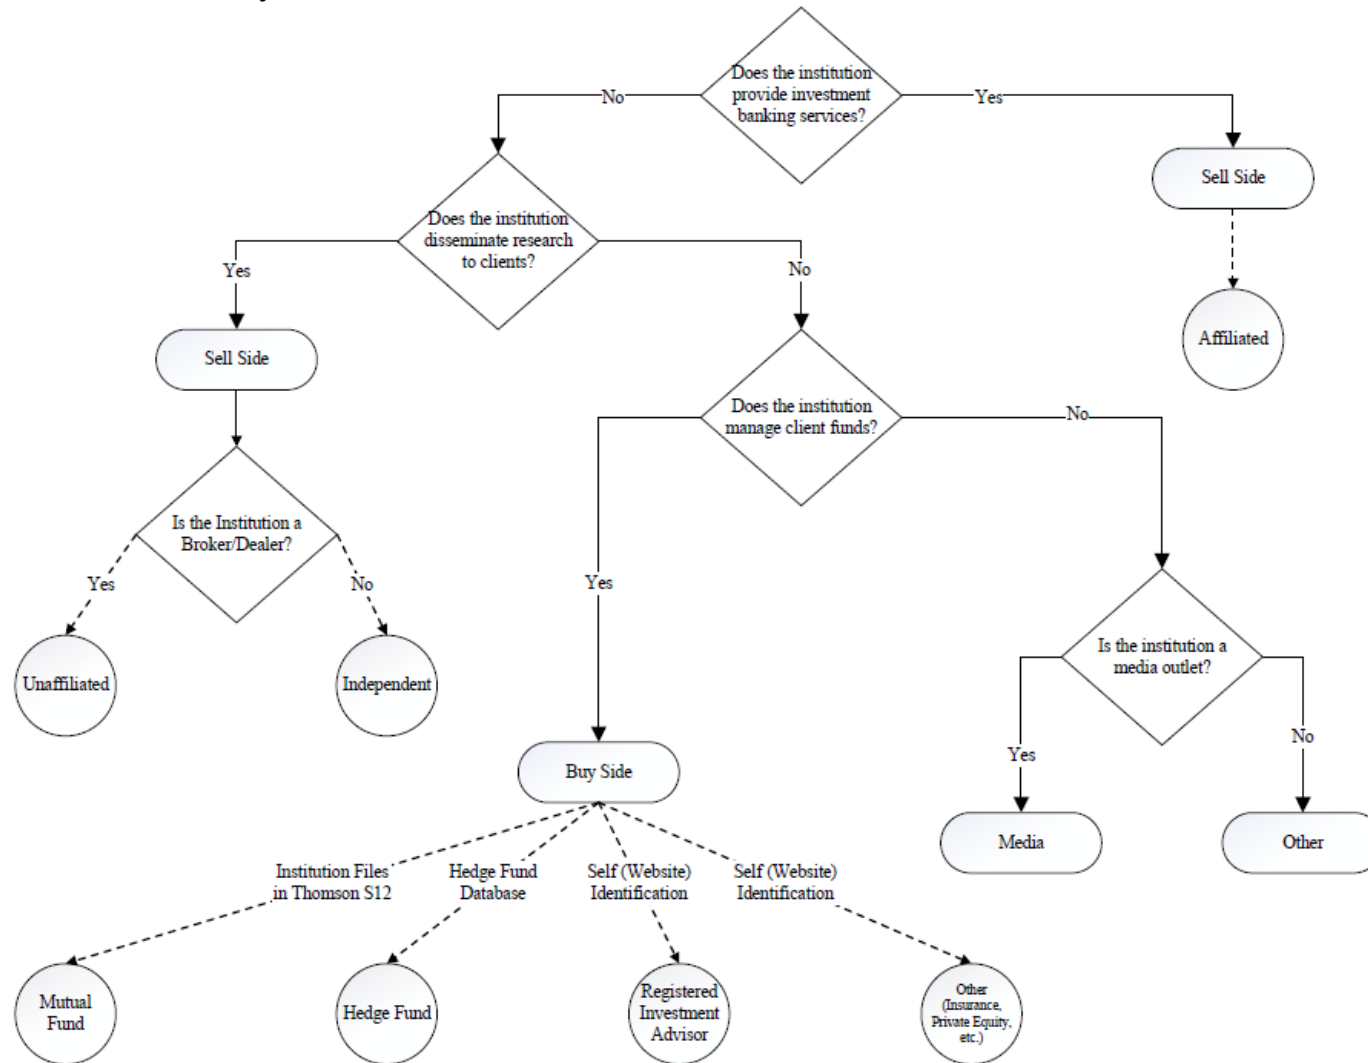 Does the institution
provide investment
banking services?
No
Yes
Sell Side
Affiliated
Does the institution
disseminate research
to clients?
Yes
No
Sell Side
Does the institution
manage client funds?
No
Is the Institution a
Broker/Dealer?
Yes
No
Yes
Unaffiliated
Independent
Is the institution a
media outlet?
Yes
No
Buy Side
Media
Other
Institution Files
in Thomson S12
Hedge Fund
Database
Self (Website)
Identification
Self (Website)
Identification
Mutual
Fund
Hedge Fund
Registered
Investment
Advisor
Other
(Insurance,
Private Equity,
etc.)